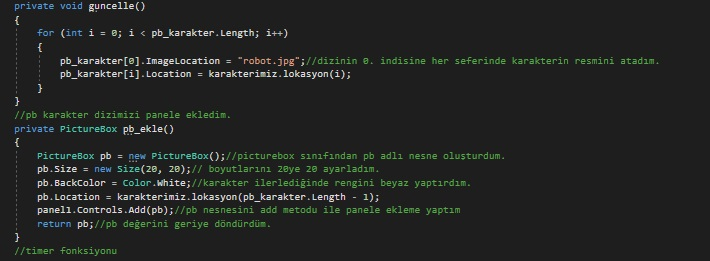 private void guncelle()
{
for (int i = 0; i < pb_karakter.Length; i++)
{
pb_karakter[0].ImageLocation = "robot.jpg";//dizinin 0. indisine her seferinde karakterin resmini atadım.
pb_karakter[i].Location = karakterimiz.lokasyon(i);
}
}
//pb karakter dizimizi panele ekledim.
private PictureBox pb_ekle()
{
PictureBox pb = new PictureBox();//picturebox sınıfından pb adlı nesne oluşturdum.
pb.Size = new Size(20, 20);// boyutlarını 20ye 20 ayarladım.
pb.BackColor = Color.White;//karakter ilerlediğinde rengini beyaz yaptırdım.
pb.Location = karakterimiz.lokasyon(pb_karakter.Length - 1);
panel1.Controls.Add(pb);//pb nesnesini add metodu ile panele ekleme yaptım
return pb;//pb değerini geriye döndürdüm.
}
//timer fonksiyonu